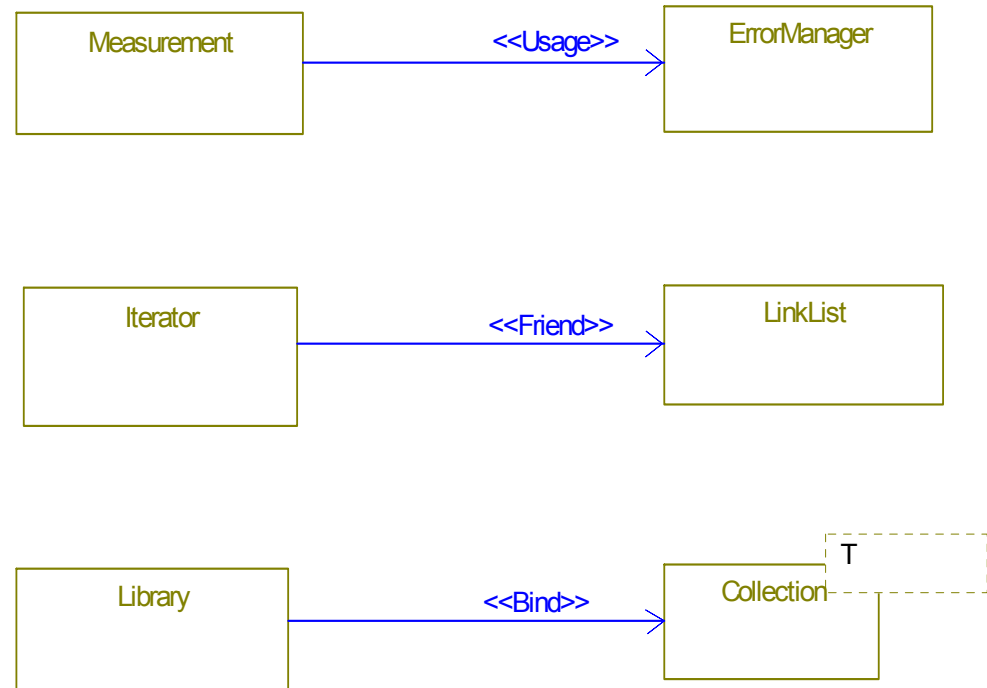 Measurement
<<Usage>>
ErrorManager
Iterator
<<Friend>>
LinkList
T
Library
<<Bind>>
Collection